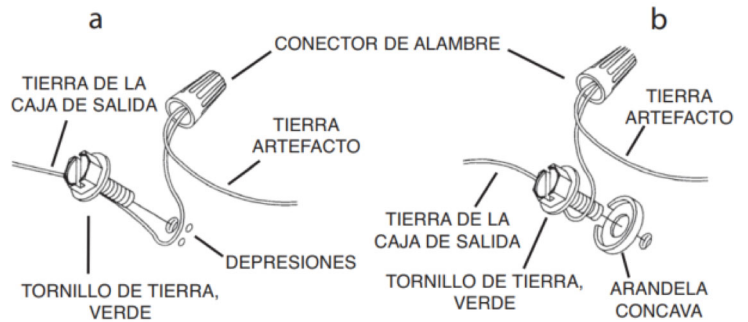 a
b
CONECTOR DE ALAMBRE
TIERRA DE LA
CAJA DE SALIDA
TIERRA
ARTEFACTO
TIERRA
ARTEFACTO
DEPRESIONES
TORNILLO DE TIERRA,
VERDE
TIERRA DE LA
CAJA DE SALIDA
TORNILLO DE TIERRA,
VERDE
ARANDELA
CONCAVA